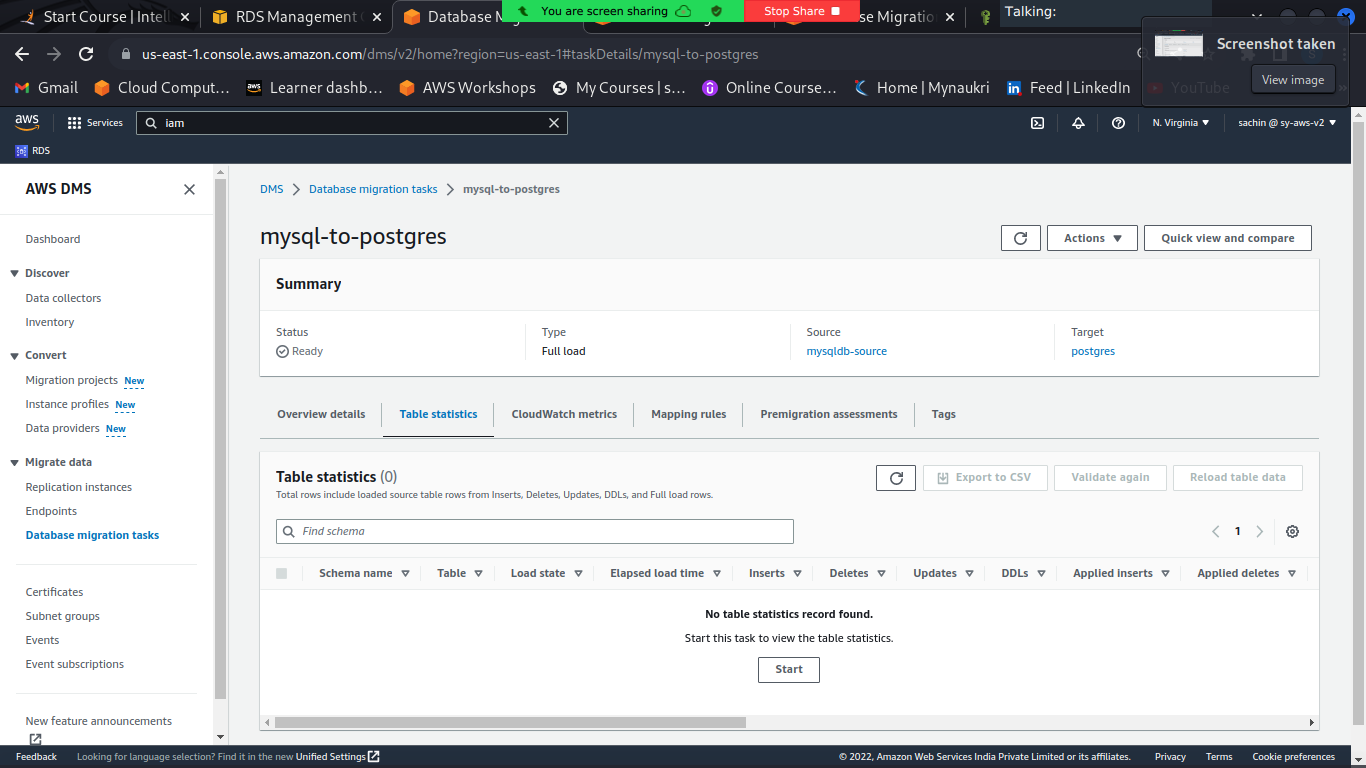 Start Course | Intell
RDS Management C
Database M
You are screen sharing
Stop Share
se Migration
Talking:
Screenshot taken
View image
us-east-1.console.aws.amazon.com/dms/v2/home?region=us-east-1#taskDetails/mysql-to-postgres
Gmail
Cloud Comput…
aws
Learner dashb…
AWS Workshops
My Courses | s…
Online Course…
Home | Mynaukri
Feed | LinkedIn
YouTube
aws
Services
iam
N. Virginia
sachin @ sy-aws-v2
RDS
AWS DMS
Dashboard
Discover
Data collectors
Inventory
Convert
Migration projects New
Instance profiles New
Data providers New
Migrate data
Replication instances
Endpoints
Database migration tasks
Certificates
Subnet groups
Events
Event subscriptions
New feature announcements
DMS
Database migration tasks
mysql-to-postgres
mysql-to-postgres
Actions
Quick view and compare
Summary
Status
Ready
Type
Full load
Source
mysqldb-source
Target
postgres
Overview details
Table statistics
CloudWatch metrics
Mapping rules
Premigration assessments
Tags
Table statistics (0)
Total rows include loaded source table rows from Inserts, Deletes, Updates, DDLs, and Full load rows.
Export to CSV
Validate again
Reload table data
Find schema
1
Schema name
Table
Load state
Elapsed load time
Inserts
Deletes
Updates
DDLs
Applied inserts
Applied deletes
No table statistics record found.
Start this task to view the table statistics.
Start
Feedback
Looking for language selection? Find it in the new Unified Settings
© 2022, Amazon Web Services India Private Limited or its affiliates.
Privacy
Terms
Cookie preferences